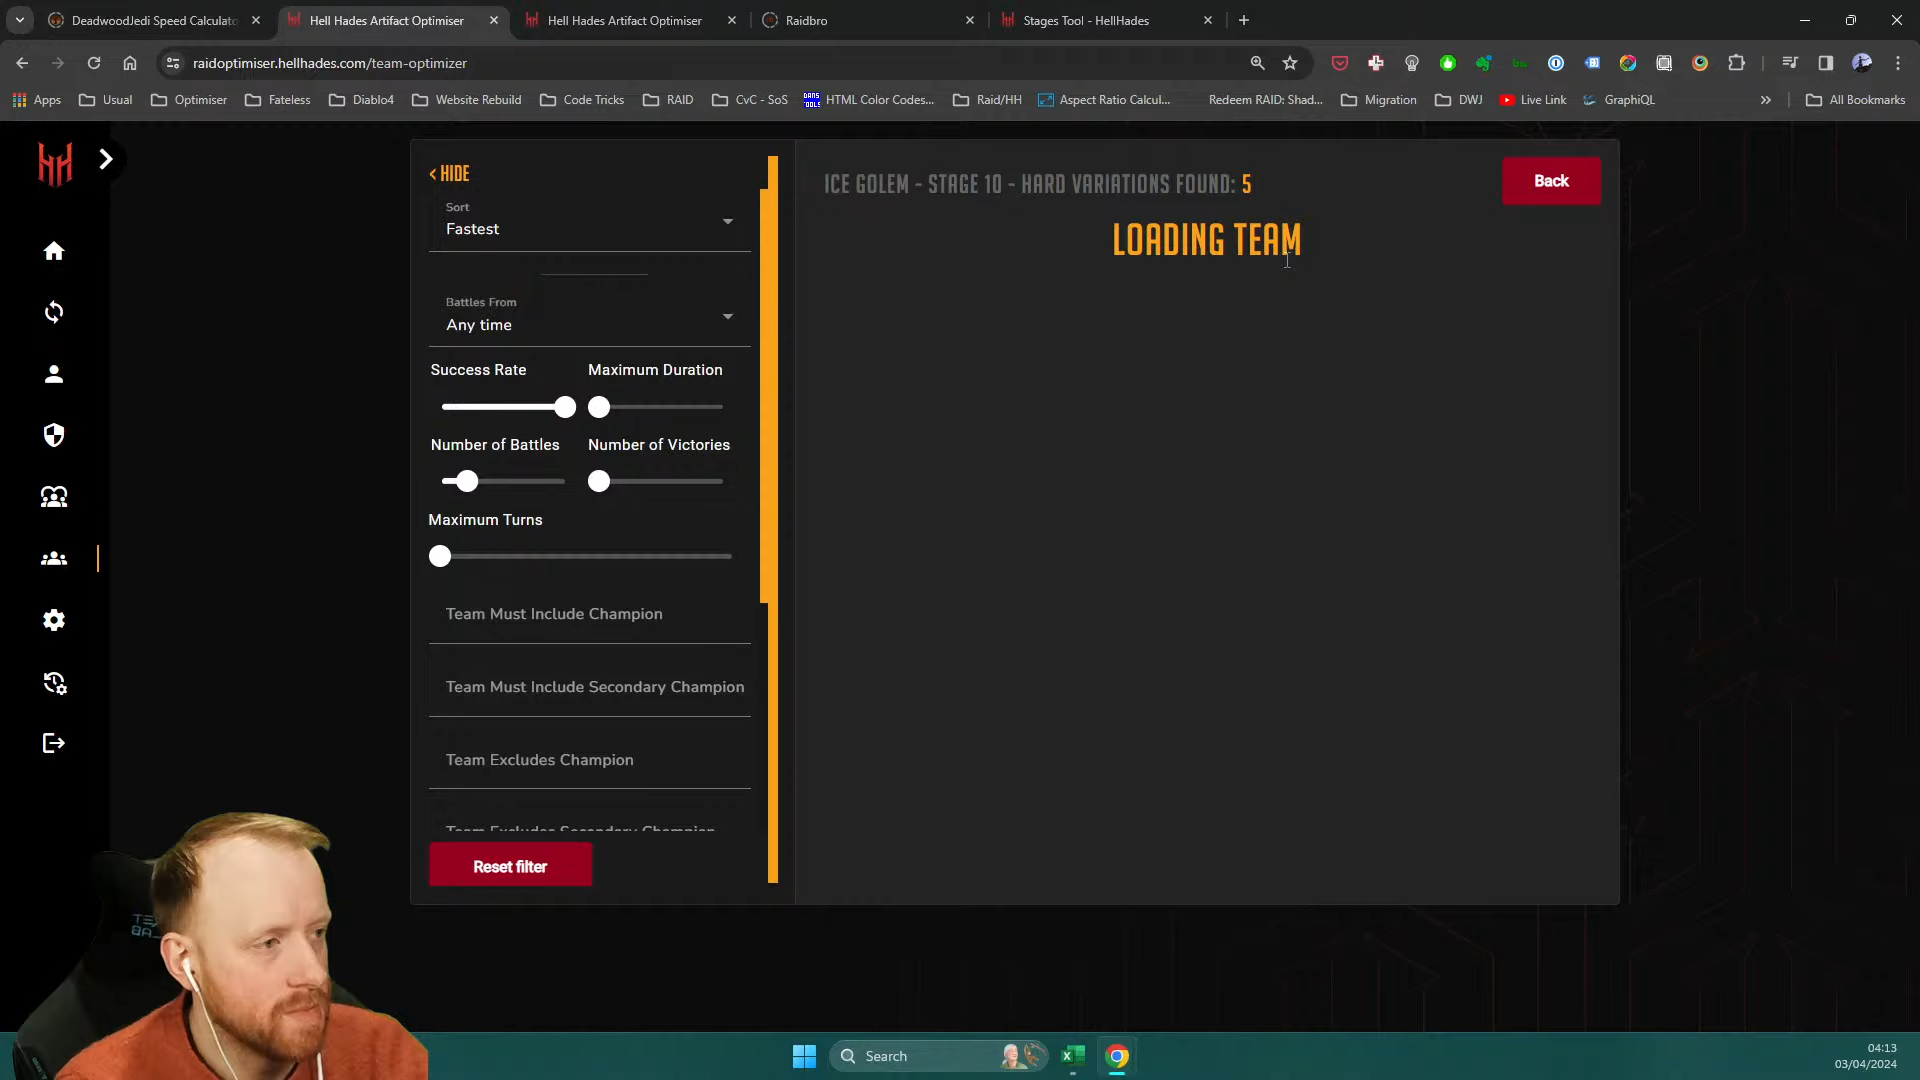 DeadwoodJedi Speed Calculato
Hell Hades Artifact Optimiser
Hell Hades Artifact Optimiser
Raidbro
Stages Tool - HellHades
raidoptimiser.hellhades.com/team-optimizer
Apps
Usual
Optimiser
Fateless
Diablo4
Website Rebuild
Code Tricks
RAID
CvC - SoS
HTML Color Codes...
Raid/HH
Aspect Ratio Calcul...
Redeem RAID: Shad...
Migration
DWJ
Live Link
GraphiQL
»
All Bookmarks
‹ HIDE
Sort
Fastest
Battles From
Any time
Success Rate
Maximum Duration
Number of Battles
Number of Victories
Maximum Turns
Team Must Include Champion
Team Must Include Secondary Champion
Team Excludes Champion
Team Excludes Secondary Champion
Reset filter
ICE GOLEM - STAGE 10 - HARD VARIATIONS FOUND: 5
Back
LOADING TEAM
Search
04:13
03/04/2024